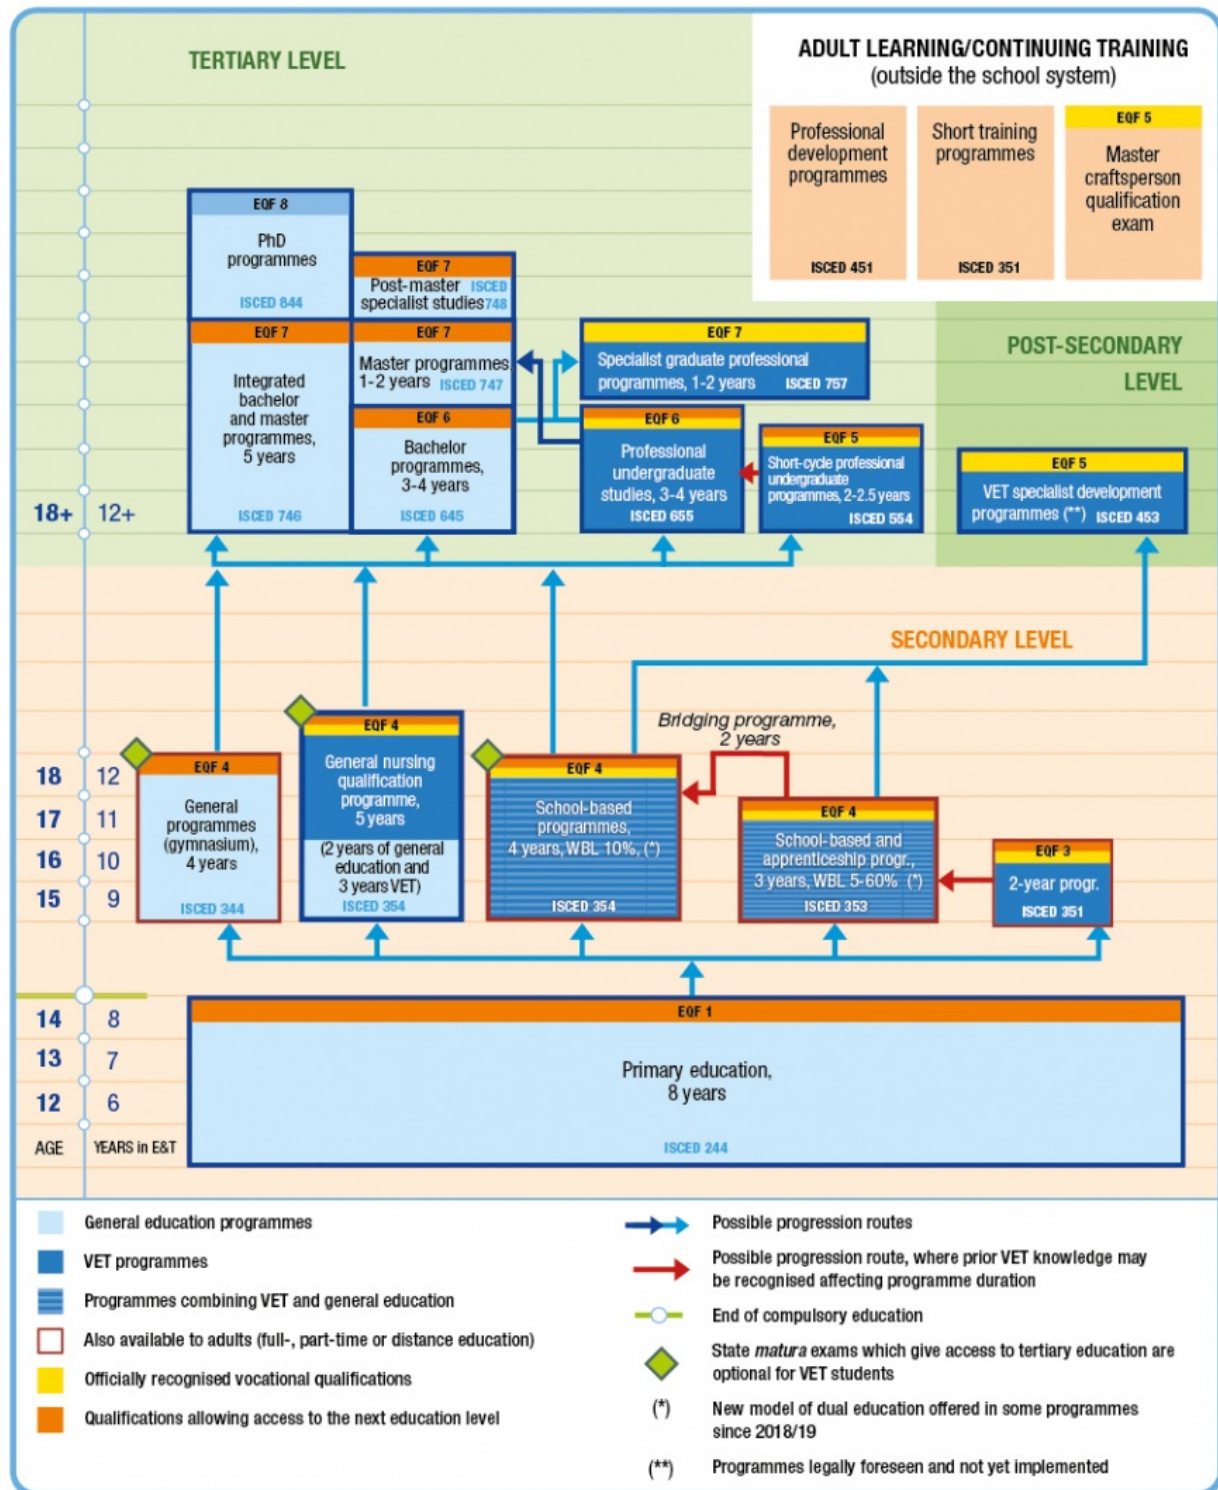 TERTIARY LEVEL
ADULT LEARNING/CONTINUING TRAINING
(outside the school system)
Professional
development
programmes
ISCED 451
Short training
programmes
ISCED 351
EQF 5
Master
craftsperson
qualification
exam
EQF 8
PhD
programmes
ISCED 844
EQF 7
Post-master ISCED
specialist studies 748
EQF 7
Integrated
bachelor
and master
programmes,
5 years
ISCED 746
EQF 7
Master programmes,
1-2 years ISCED 747
EQF 6
Bachelor
programmes,
3-4 years
ISCED 645
EQF 7
Specialist graduate professional
programmes, 1-2 years ISCED 757
EQF 6
Professional
undergraduate
studies, 3-4 years
ISCED 655
EQF 5
Short-cycle professional
undergraduate
programmes, 2-2.5 years
ISCED 554
POST-SECONDARY
LEVEL
EQF 5
VET specialist development
programmes (**) ISCED 453
18+ 12+
SECONDARY LEVEL
Bridging programme,
2 years
EQF 4
General
programmes
(gymnasium),
4 years
ISCED 344
EQF 4
General nursing
qualification
programme,
5 years
(2 years of general
education and
3 years VET)
ISCED 354
EQF 4
School-based
programmes,
4 years, WBL 10%, (*)
ISCED 354
EQF 4
School-based and
apprenticeship progr.,
3 years, WBL 5-60% (*)
ISCED 353
EQF 3
2-year progr.
ISCED 351
18 12
17 11
16 10
15 9
14 8
13 7
12 6
AGE YEARS in E&T
EQF 1
Primary education,
8 years
ISCED 244
General education programmes
VET programmes
Programmes combining VET and general education
Also available to adults (full-, part-time or distance education)
Officially recognised vocational qualifications
Qualifications allowing access to the next education level
Possible progression routes
Possible progression route, where prior VET knowledge may
be recognised affecting programme duration
End of compulsory education
State matura exams which give access to tertiary education are
optional for VET students
(*) New model of dual education offered in some programmes
since 2018/19
(**) Programmes legally foreseen and not yet implemented